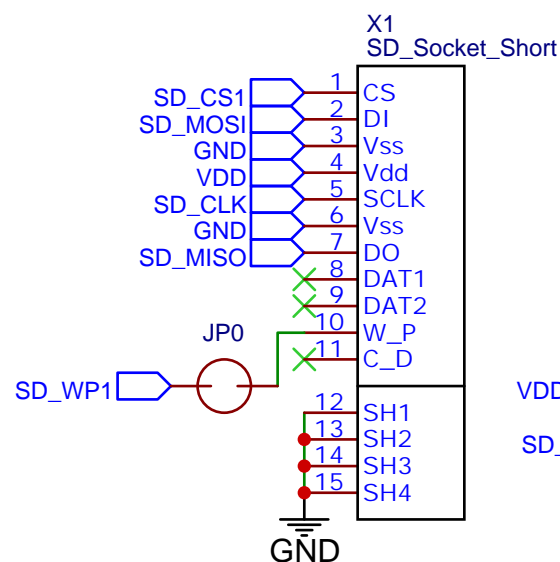 X1
SD_Socket_Short
SD_CS1 1 CS
SD_MOSI 2 DI
GND 3 Vss
VDD 4 Vdd
SD_CLK 5 SCLK
GND 6 Vss
SD_MISO 7 DO
8 DAT1
9 DAT2
10 W_P
JP0
11 C_D
SD_WP1
VDD
12 SH1
13 SH2
SD_
14 SH3
15 SH4
GND